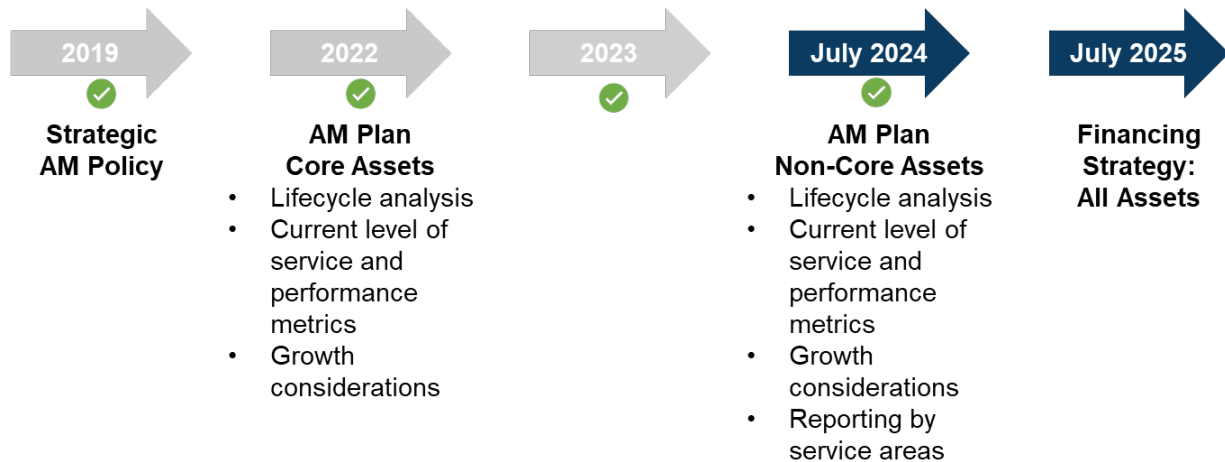 2019
Strategic
AM Policy
2022
AM Plan
Core Assets
• Lifecycle analysis
• Current level of
service and
performance
metrics
• Growth
considerations
2023
July 2024
AM Plan
Non-Core Assets
• Lifecycle analysis
• Current level of
service and
performance
metrics
• Growth
considerations
• Reporting by
service areas
July 2025
Financing
Strategy:
All Assets